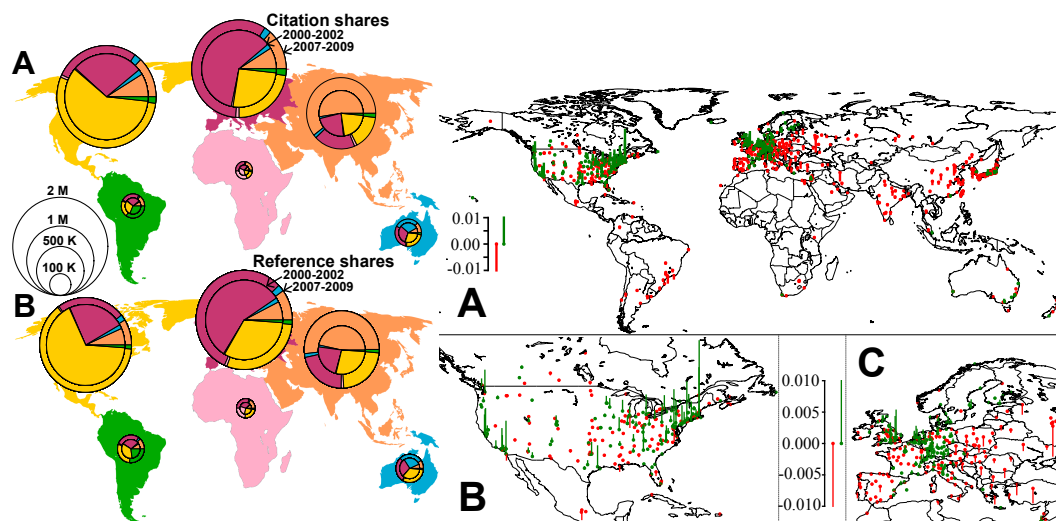 A
Citation shares
2000-2002
2007-2009
2 M
1 M
500 K
100 K
B
Reference shares
2000-2002
2007-2009
0.01
0.00
-0.01
A
B
0.010
0.005
0.000
-0.005
-0.010
C